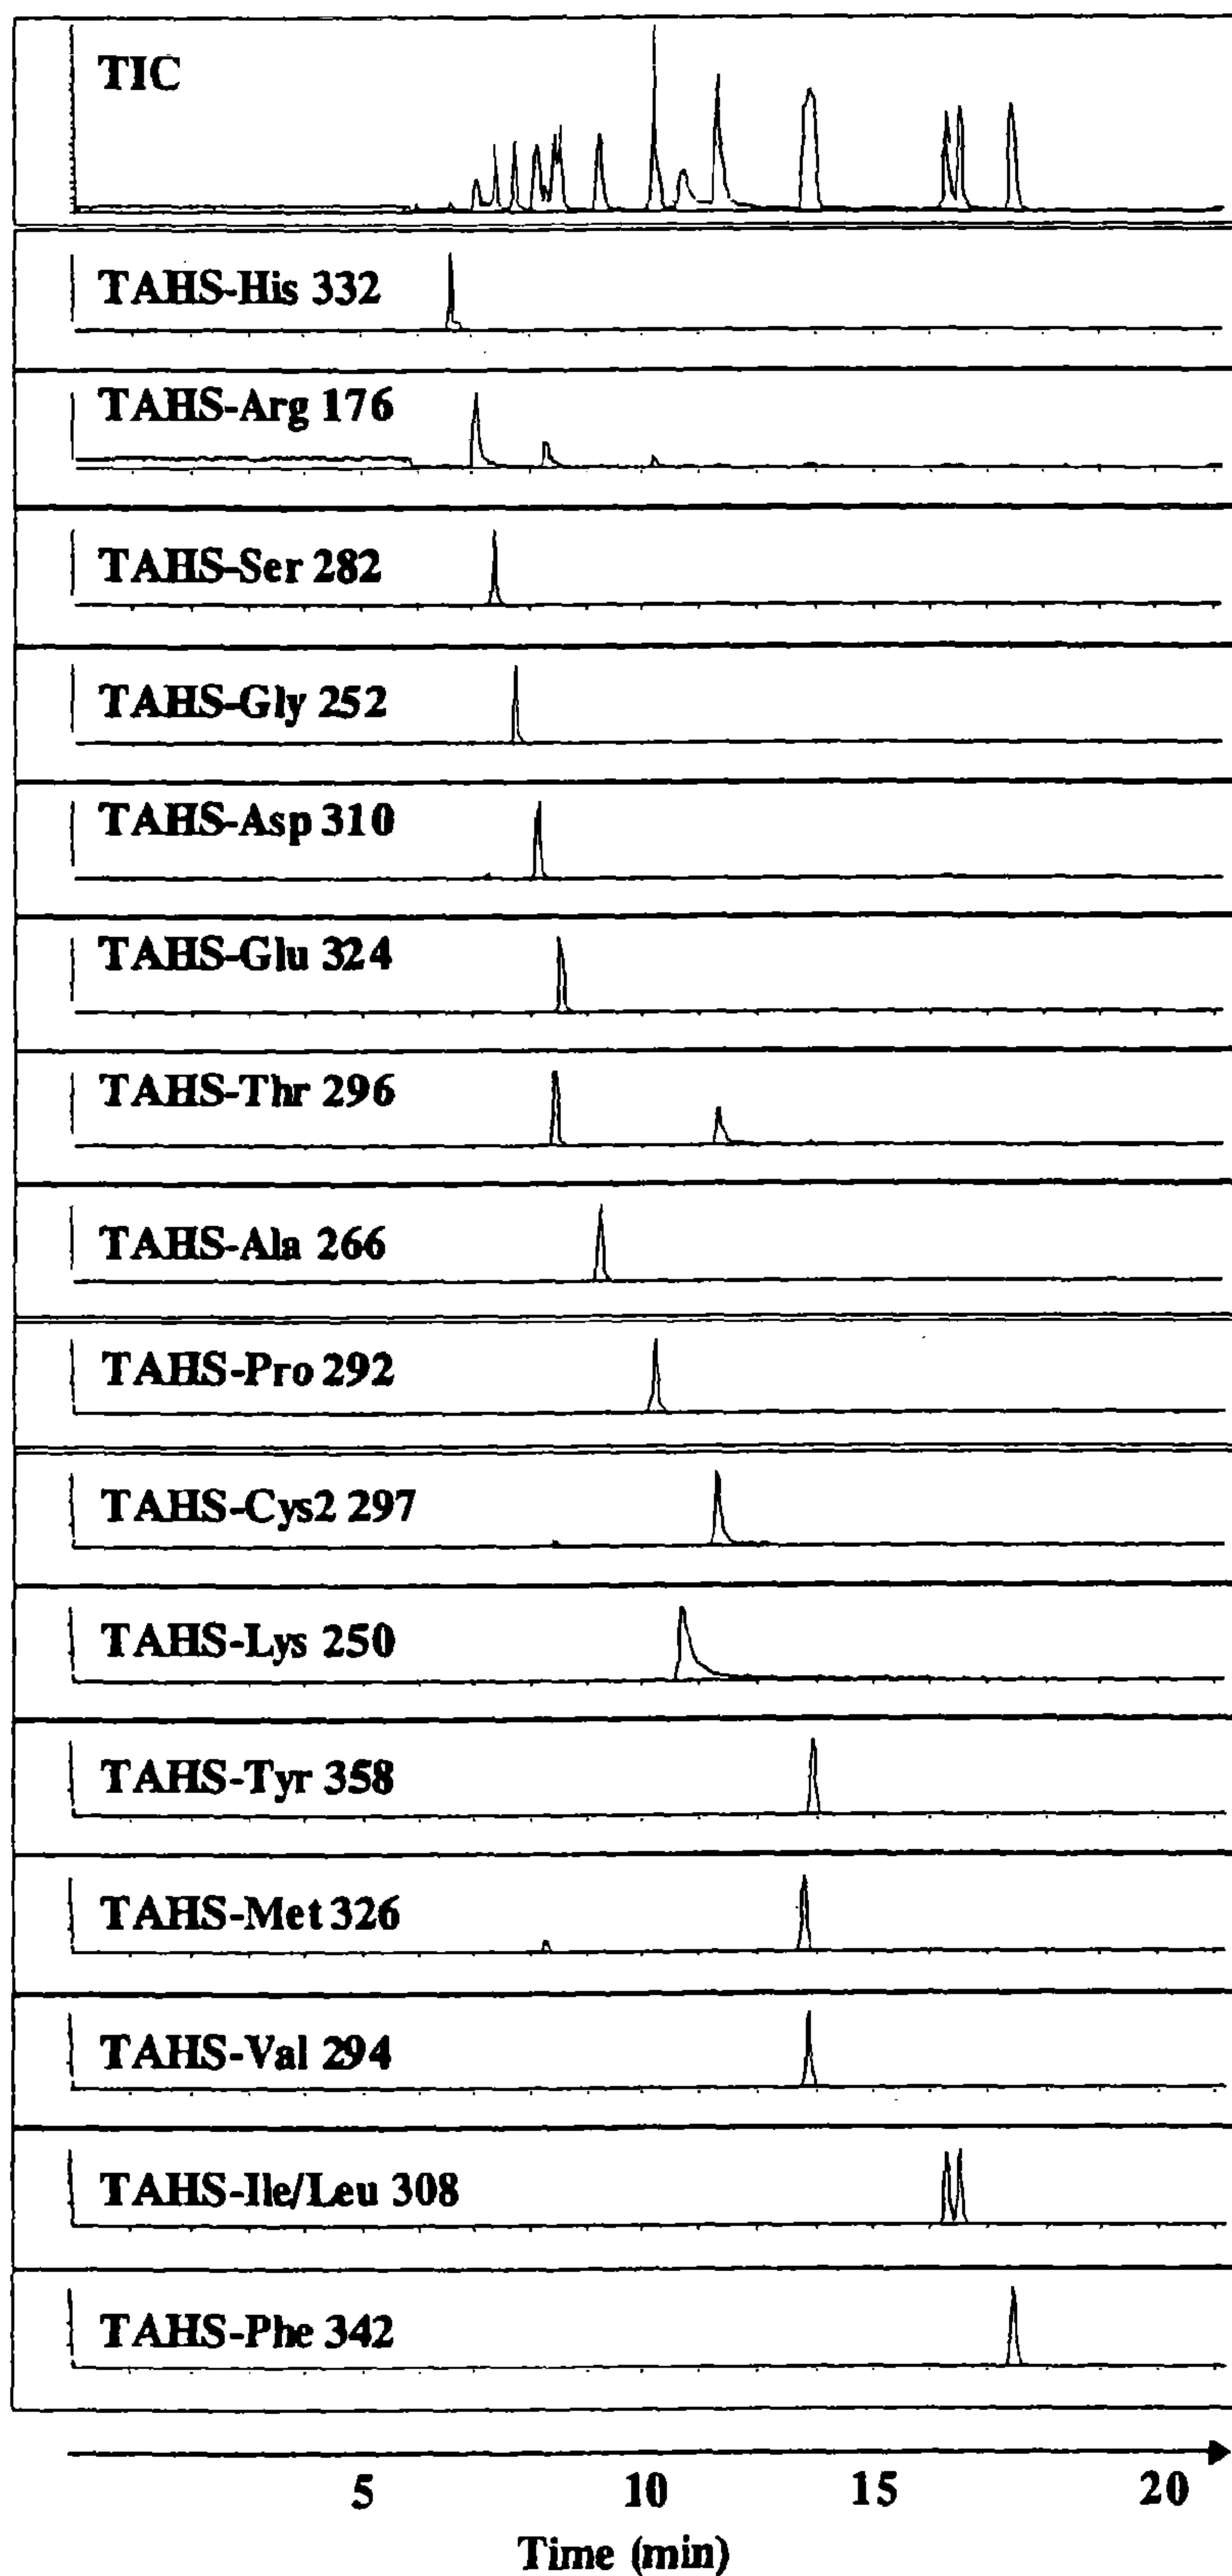 TIC
TAHS-His 332
TAHS-Arg 176
TAHS-Ser 282
TAHS-Gly 252
TAHS-Asp 310
TAHS-Glu 324
TAHS-Thr 296
TAHS-Ala 266
TAHS-Pro 292
TAHS-Cys2 297
TAHS-Lys 250
TAHS-Tyr 358
TAHS-Met 326
TAHS-Val 294
TAHS-Ile/Leu 308
TAHS-Phe 342
5 10 15 20
Time (min)